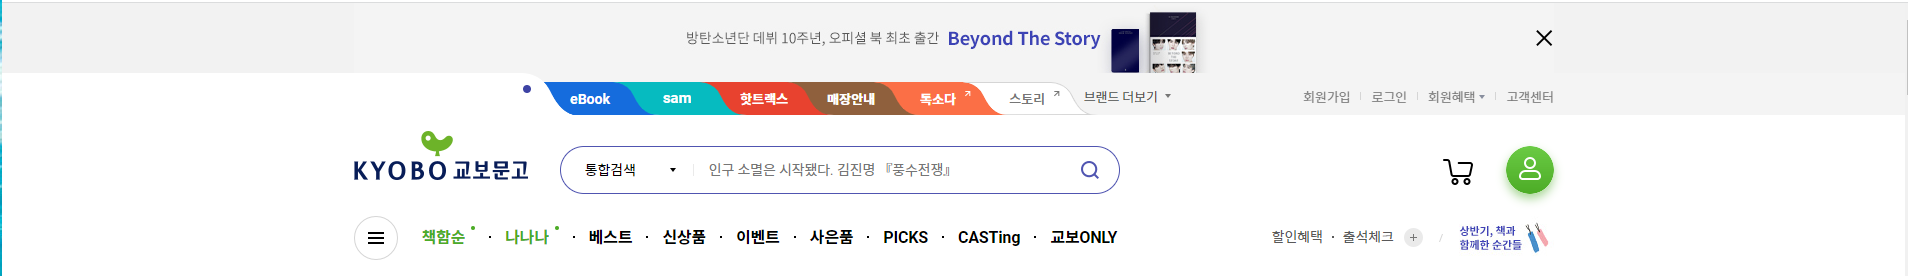 방탄소년단 데뷔 10주년, 오피셜 북 최초 출간 Beyond The Story
eBook sam 핫트랙스 매장안내 독소다 스토리 브랜드 더보기 회원가입 로그인 회원혜택 고객센터
KYOBO 교보문고 통합검색 인구 소멸은 시작됐다. 김진명 『풍수전쟁』
책함순 · 나나나 · 베스트 · 신상품 · 이벤트 · 사은품 · PICKS · CASTing · 교보ONLY 할인혜택 · 출석체크 + / 상반기, 책과
함께한 순간들